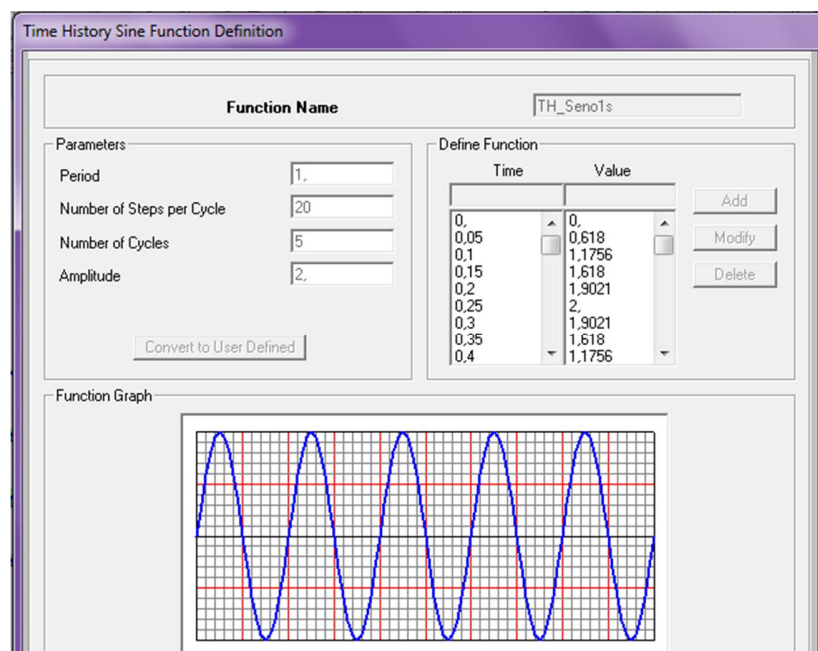 Time History Sine Function Definition
Function Name
TH_Seno1s
Parameters
Period
1,
Number of Steps per Cycle
20
Number of Cycles
5
Amplitude
2,
Convert to User Defined
Define Function
Time Value
0, 0,
0,05 0,618
0,1 1,1756
0,15 1,618
0,2 1,9021
0,25 2,
0,3 1,9021
0,35 1,618
0,4 1,1756
Add
Modify
Delete
Function Graph